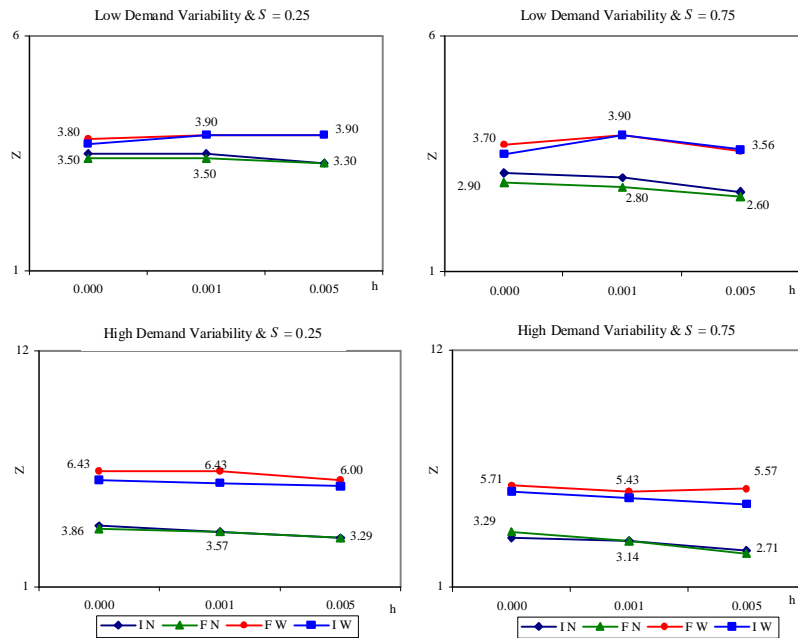 Low Demand Variability & S = 0.25
6
Z
1
3.80
3.50
3.90
3.50
3.90
3.30
0.000 0.001 0.005 h
Low Demand Variability & S = 0.75
6
Z
1
3.70
2.90
3.90
2.80
3.56
2.60
0.000 0.001 0.005 h
High Demand Variability & S = 0.25
12
Z
1
6.43
3.86
6.43
3.57
6.00
3.29
0.000 0.001 0.005 h
I N F N F W I W
High Demand Variability & S = 0.75
12
Z
1
5.71
3.29
5.43
3.14
5.57
2.71
0.000 0.001 0.005 h
I N F N F W I W